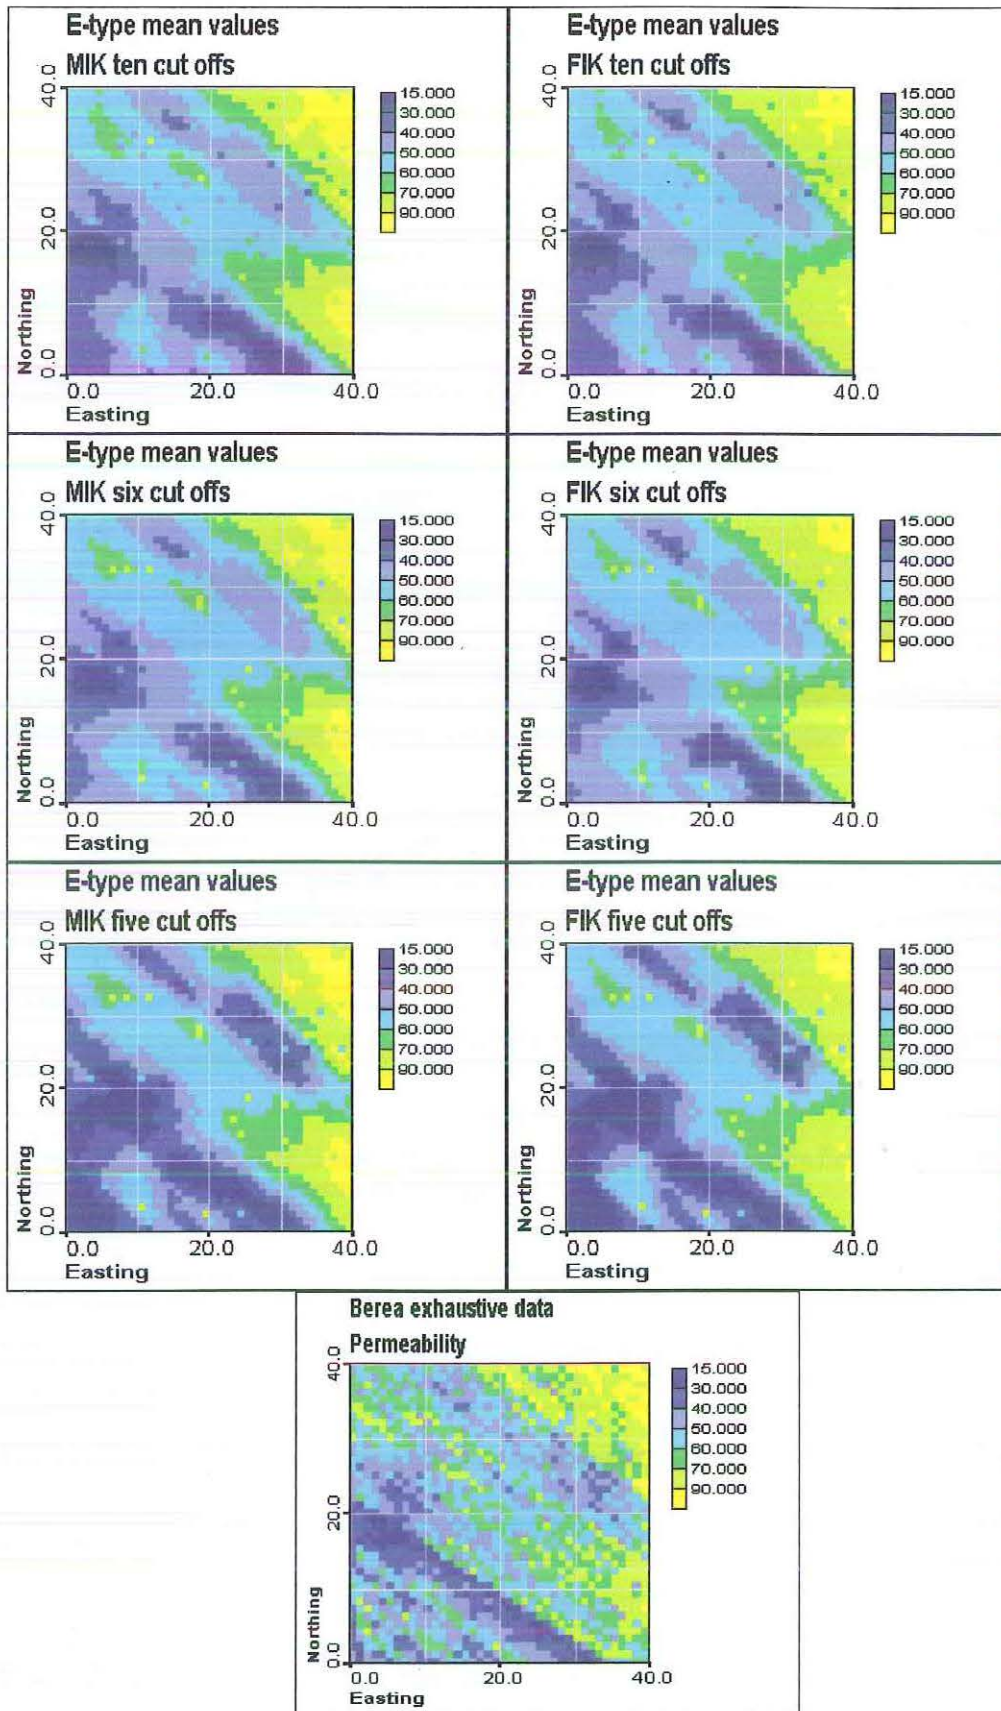 E-type mean values
MIK ten cut offs
40.0
20.0
0.0
Northing
0.0 20.0 40.0
Easting
15.000
30.000
40.000
50.000
60.000
70.000
90.000
E-type mean values
FIK ten cut offs
40.0
20.0
0.0
Northing
0.0 20.0 40.0
Easting
15.000
30.000
40.000
50.000
60.000
70.000
90.000
E-type mean values
MIK six cut offs
40.0
20.0
0.0
Northing
0.0 20.0 40.0
Easting
15.000
30.000
40.000
50.000
60.000
70.000
90.000
E-type mean values
FIK six cut offs
40.0
20.0
0.0
Northing
0.0 20.0 40.0
Easting
15.000
30.000
40.000
50.000
60.000
70.000
90.000
E-type mean values
MIK five cut offs
40.0
20.0
0.0
Northing
0.0 20.0 40.0
Easting
15.000
30.000
40.000
50.000
60.000
70.000
90.000
E-type mean values
FIK five cut offs
40.0
20.0
0.0
Northing
0.0 20.0 40.0
Easting
15.000
30.000
40.000
50.000
60.000
70.000
90.000
Berea exhaustive data
Permeability
40.0
20.0
0.0
Northing
0.0 20.0 40.0
Easting
15.000
30.000
40.000
50.000
60.000
70.000
90.000